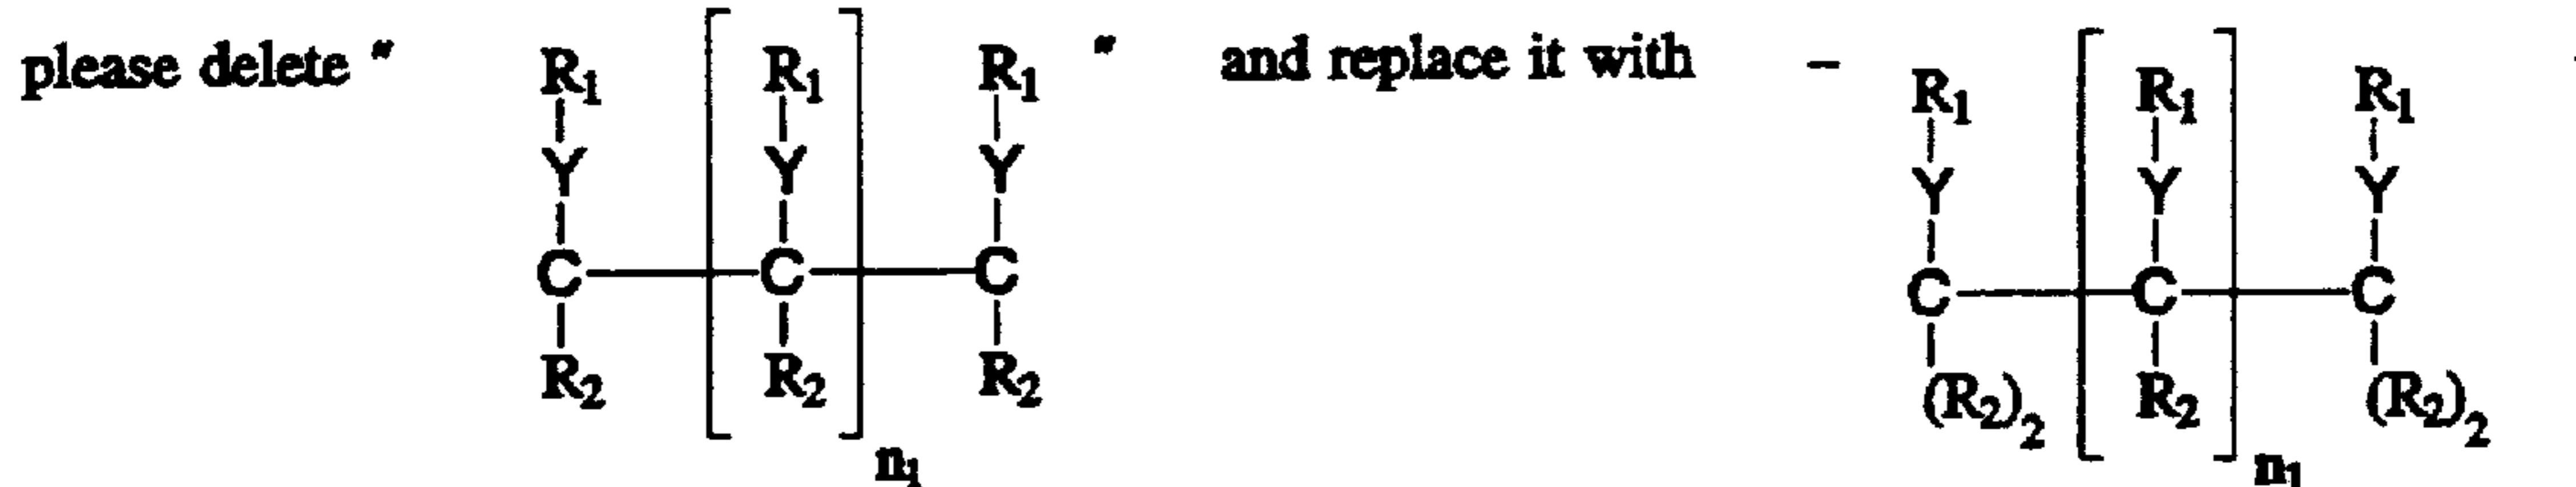 please delete " R₁ R₁ R₁ " and replace it with – R₁ R₁ R₁
Y Y Y Y Y Y
C C C C C C
R₂ R₂ R₂ (R₂)₂ R₂ (R₂)₂
n₁ n₁